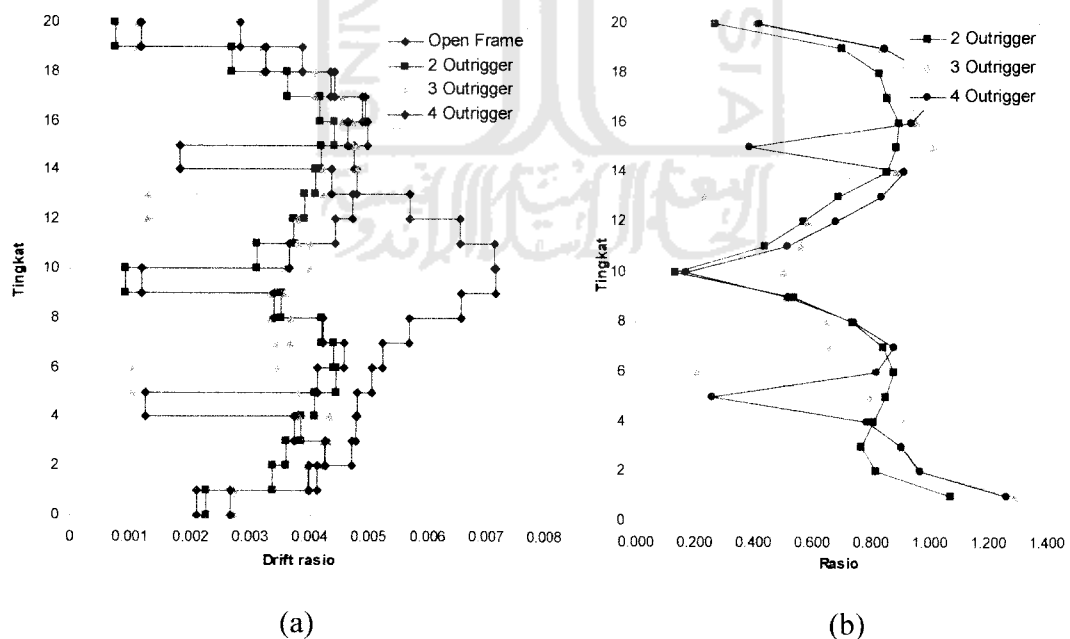 20
18
16
14
12
10
8
6
4
2
0
Tingkat
0
0.001
0.002
0.003
0.004
0.005
0.006
0.007
0.008
Drift rasio
Open Frame
2 Outrigger
3 Outrigger
4 Outrigger
(a)
20
18
16
14
12
10
8
6
4
2
0
Tingkat
0.000
0.200
0.400
0.600
0.800
1.000
1.200
1.400
Rasio
2 Outrigger
3 Outrigger
4 Outrigger
(b)
SIA